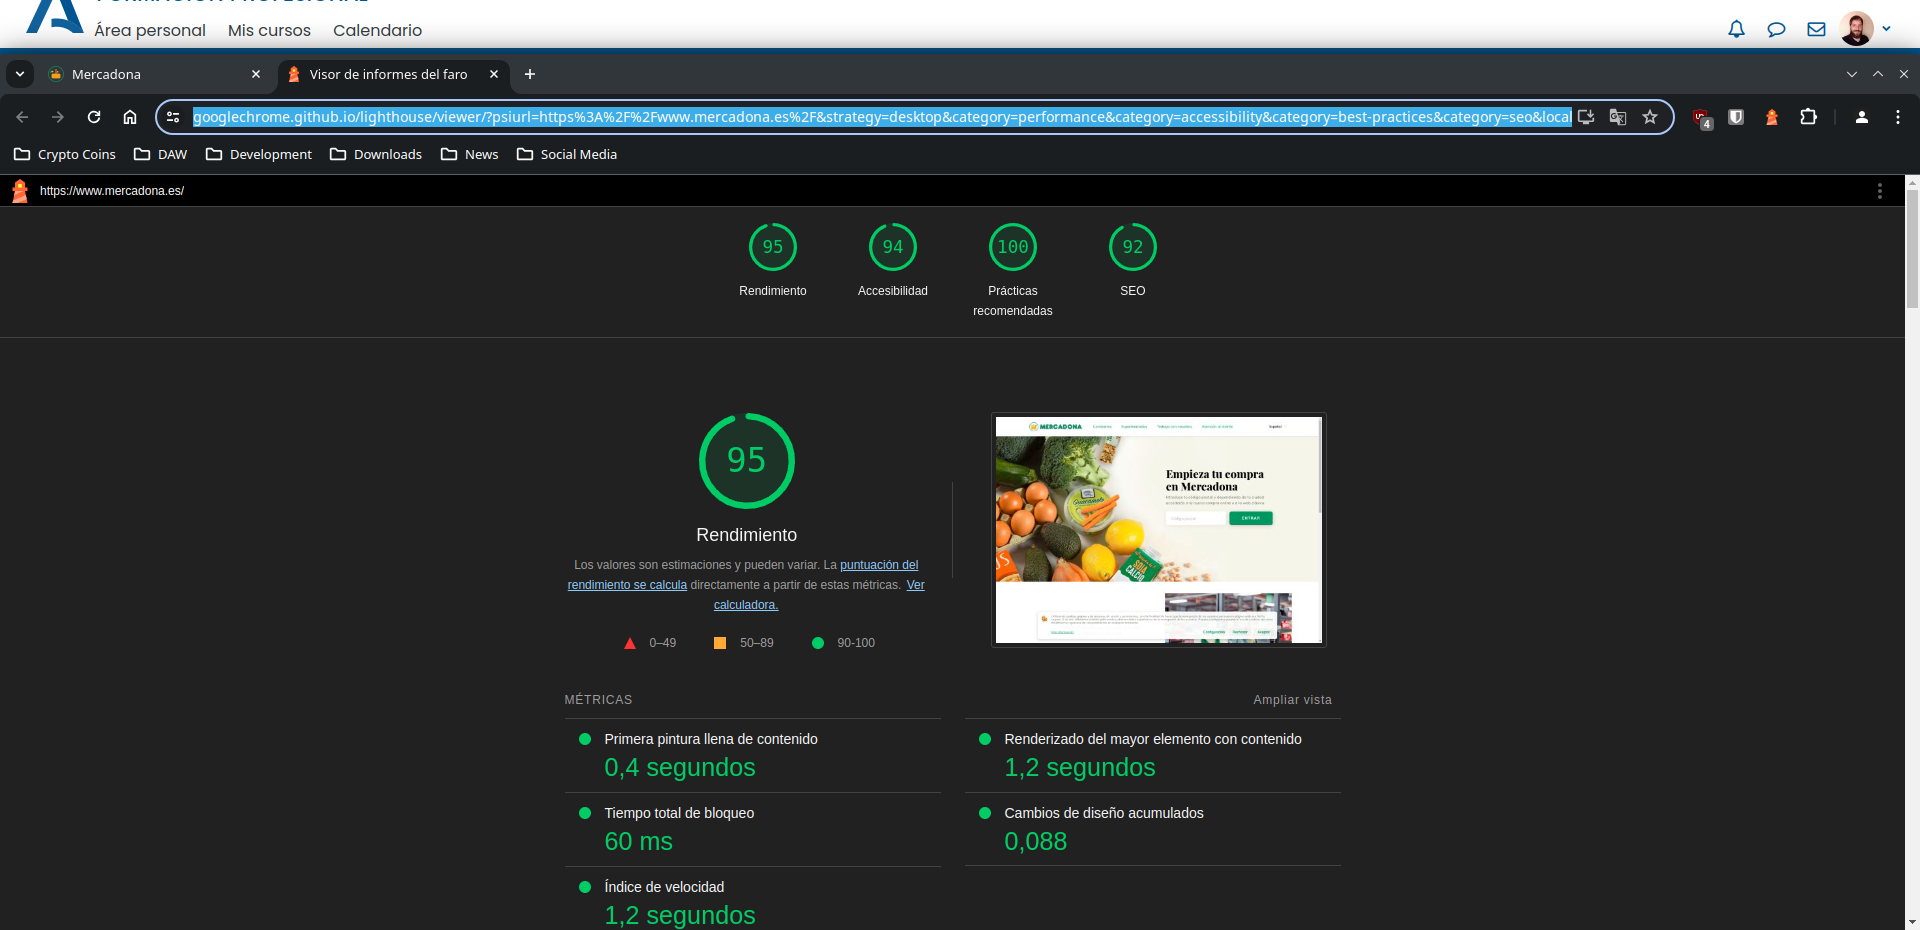 Área personal Mis cursos Calendario
Mercadona Visor de informes del faro
googlechrome.github.io/lighthouse/viewer/?psiurl=https%3A%2F%2Fwww.mercadona.es%2F&strategy=desktop&category=performance&category=accessibility&category=best-practices&category=seo&local
4
Crypto Coins DAW Development Downloads News Social Media
https://www.mercadona.es/
95 94 100 92
Rendimiento Accesibilidad Prácticas SEO
recomendadas
95
Rendimiento
Los valores son estimaciones y pueden variar. La puntuación del
rendimiento se calcula directamente a partir de estas métricas. Ver
calculadora.
0–49 50–89 90-100
MERCADONA
Empieza tu compra
en Mercadona
ENTRAR
MÉTRICAS Ampliar vista
Primera pintura llena de contenido
0,4 segundos
Renderizado del mayor elemento con contenido
1,2 segundos
Tiempo total de bloqueo
60 ms
Cambios de diseño acumulados
0,088
Índice de velocidad
1,2 segundos